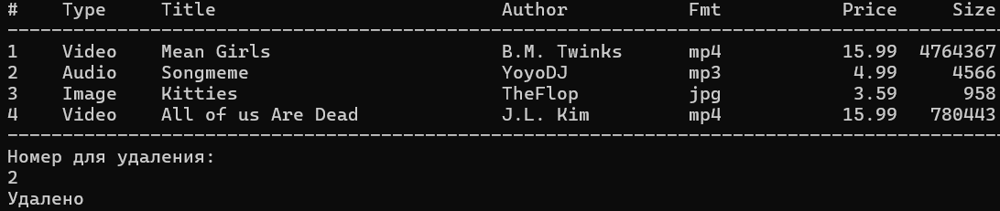 #    Type     Title                          Author           Fmt           Price     Size
-------------------------------------------------------------------------------------------
1    Video    Mean Girls                     B.M. Twinks      mp4           15.99  4764367
2    Audio    Songmeme                       YoyoDJ           mp3            4.99     4566
3    Image    Kitties                        TheFlop          jpg            3.59      958
4    Video    All of us Are Dead             J.L. Kim         mp4           15.99   780443
-------------------------------------------------------------------------------------------
Номер для удаления:
2
Удалено